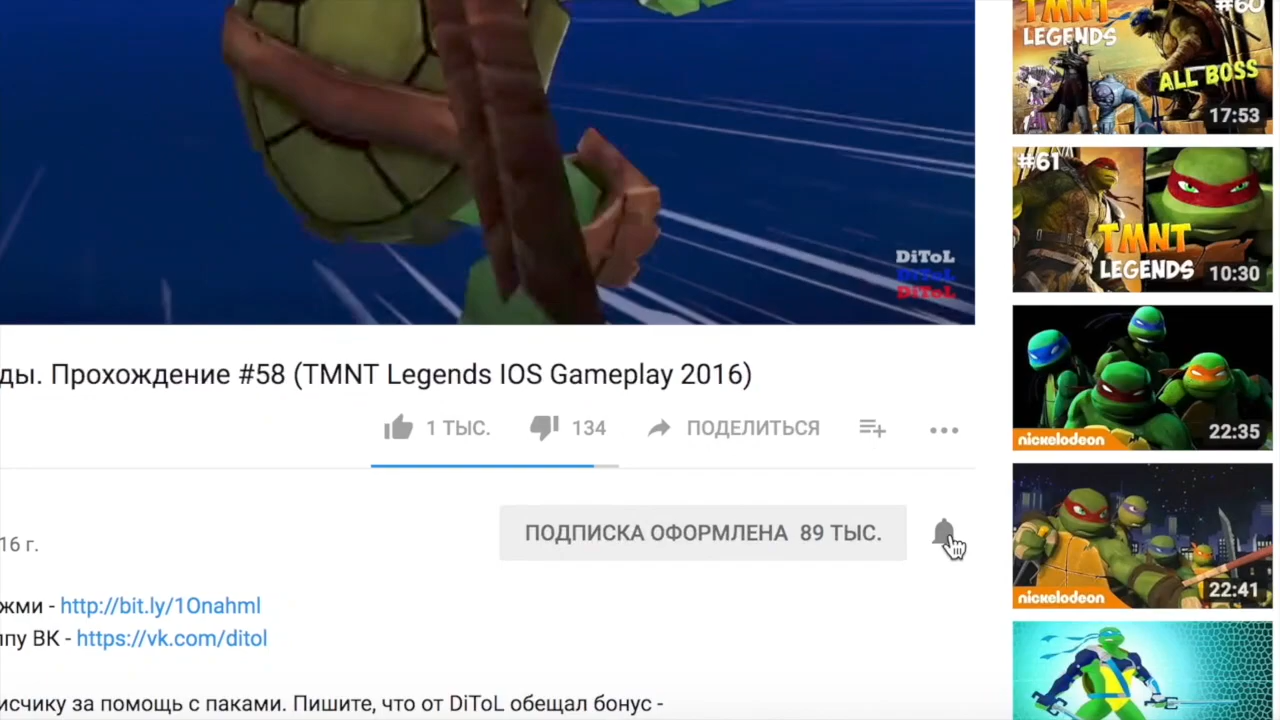 DiToL
DiToL
DiToL
ды. Прохождение #58 (TMNT Legends IOS Gameplay 2016)
1 ТЫС.
134
ПОДЕЛИТЬСЯ
ПОДПИСКА ОФОРМЛЕНА 89 ТЫС.
16 г.
жми - http://bit.ly/1Onahml
пу ВК - https://vk.com/ditol
исчику за помощь с паками. Пишите, что от DiToL обещал бонус -
#60
TMNT
LEGENDS
ALL BOSS
17:53
#61
TMNT
LEGENDS
10:30
nickelodeon
22:35
nickelodeon
22:41